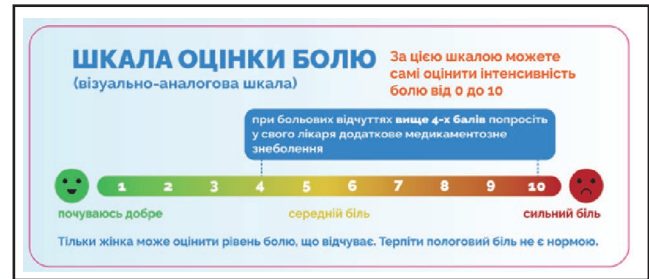 ШКАЛА ОЦІНКИ БОЛЮ
(візуально-аналогова шкала)
За цією шкалою можете
самі оцінити інтенсивність
болю від 0 до 10
при больових відчуттях вище 4-х балів попросіть
у свого лікаря додаткове медикаментозне
знеболення
1 2 3 4 5 6 7 8 9 10
почуваюсь добре середній біль сильний біль
Тільки жінка може оцінити рівень болю, що відчуває. Терпіти пологовий біль не є нормою.